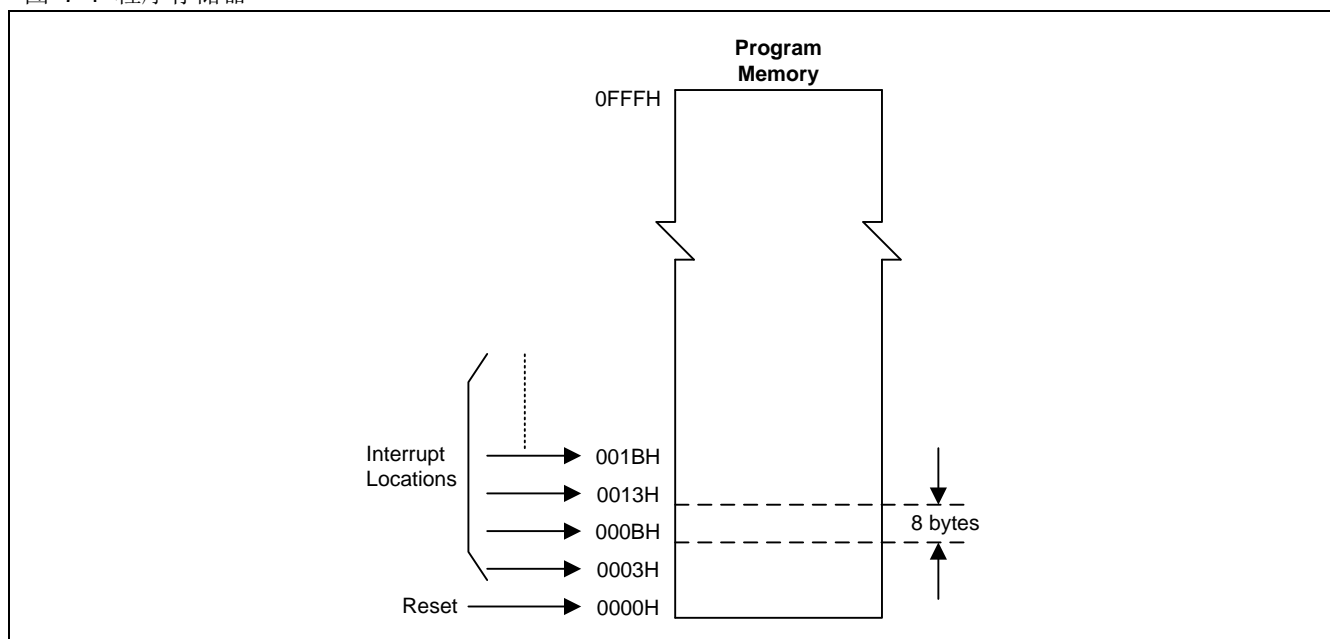 Program
Memory
0FFFH
Interrupt
Locations
001BH
0013H
000BH
0003H
8 bytes
Reset
0000H